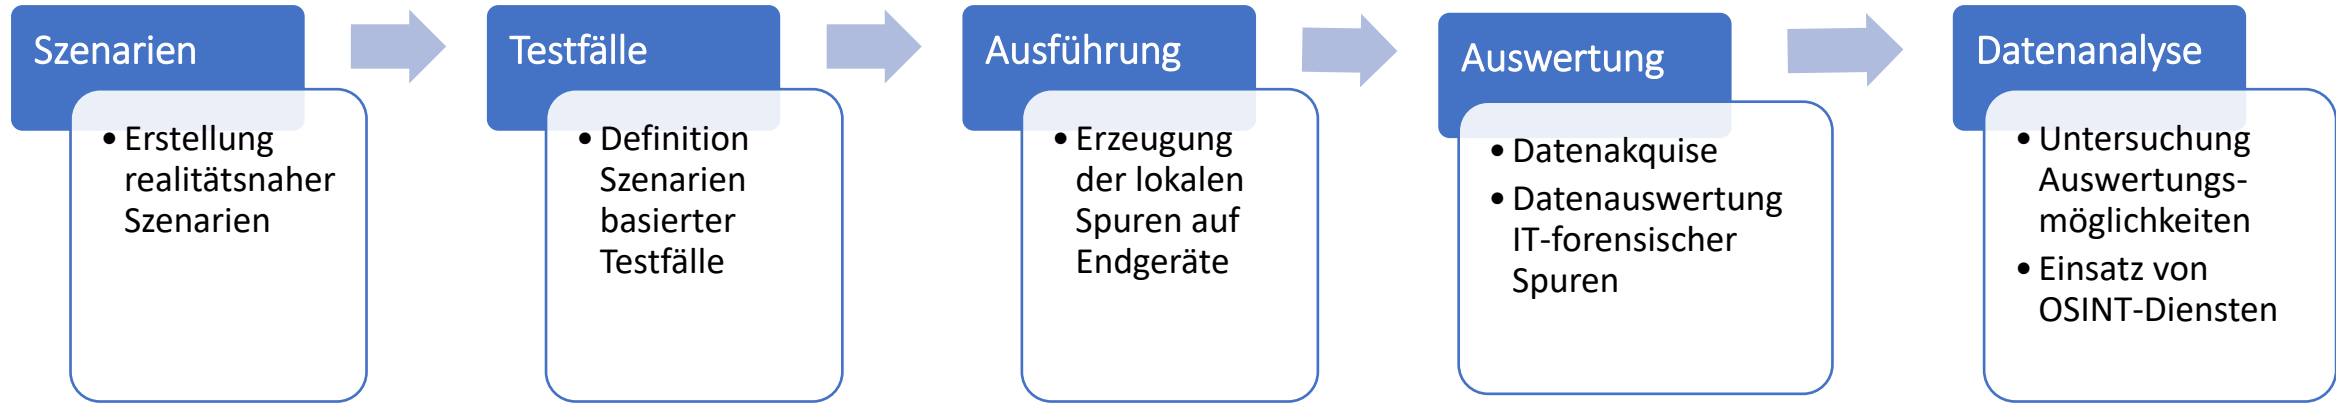 Szenarien
• Erstellung
realitätsnaher
Szenarien
Testfälle
• Definition
Szenarien
basierter
Testfälle
Ausführung
• Erzeugung
der lokalen
Spuren auf
Endgeräte
Auswertung
• Datenakquise
• Datenauswertung
IT-forensischer
Spuren
Datenanalyse
• Untersuchung
Auswertungs-
möglichkeiten
• Einsatz von
OSINT-Diensten